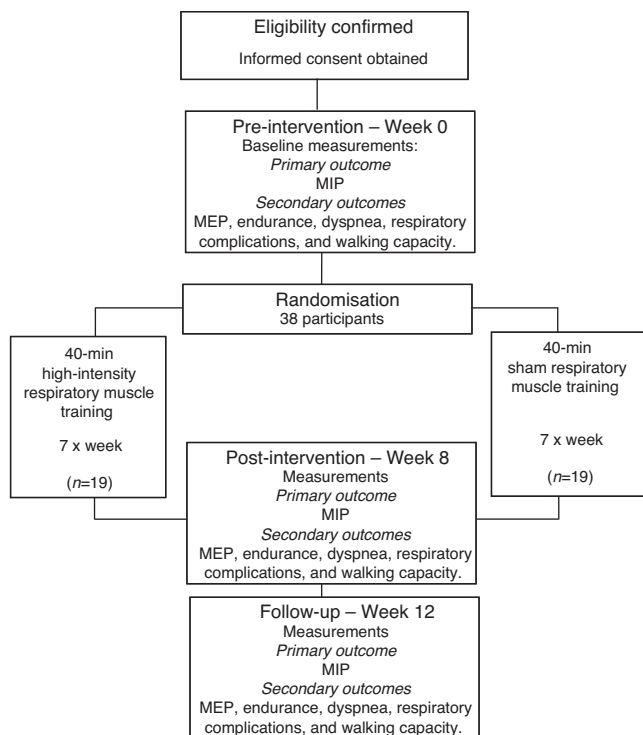 Eligibility confirmed
Informed consent obtained
Pre-intervention – Week 0
Baseline measurements:
Primary outcome
MIP
Secondary outcomes
MEP, endurance, dyspnea, respiratory
complications, and walking capacity.
Randomisation
38 participants
40-min
high-intensity
respiratory muscle
training
7 x week
(n=19)
40-min
sham respiratory
muscle training
7 x week
(n=19)
Post-intervention – Week 8
Measurements
Primary outcome
MIP
Secondary outcomes
MEP, endurance, dyspnea, respiratory
complications, and walking capacity.
Follow-up – Week 12
Measurements
Primary outcome
MIP
Secondary outcomes
MEP, endurance, dyspnea, respiratory
complications, and walking capacity.